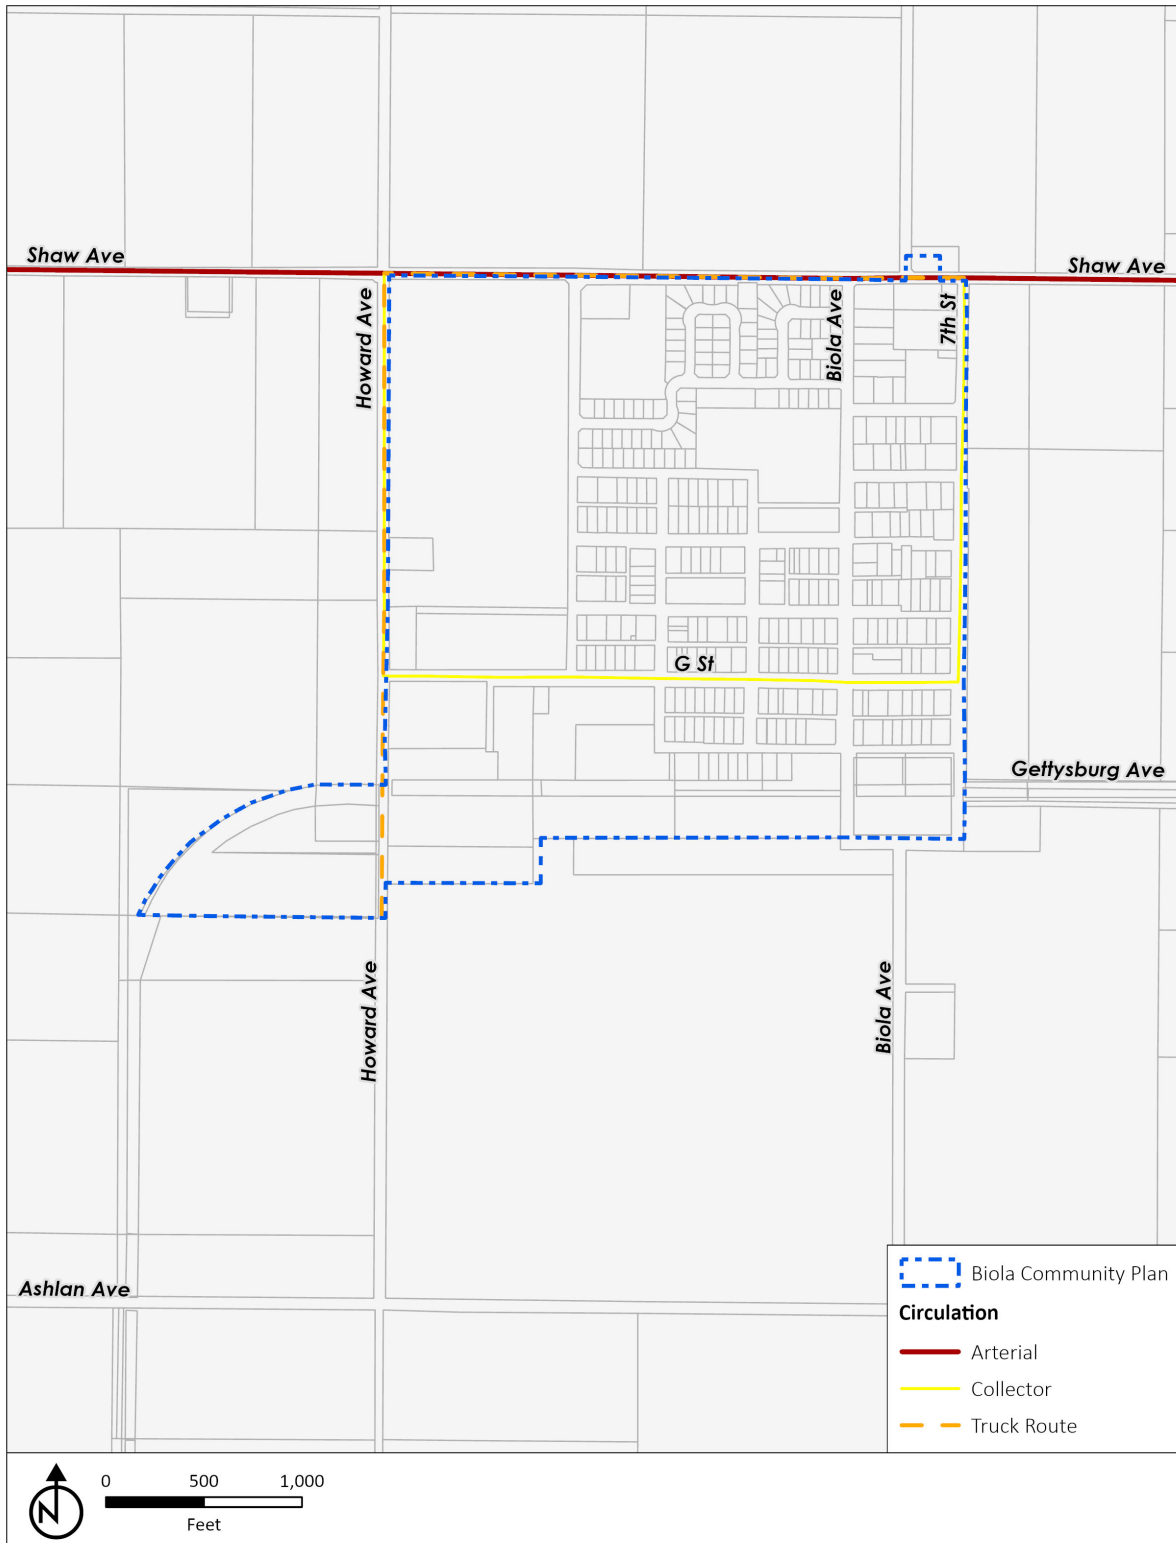 Shaw Ave
Shaw Ave
Howard Ave
Biola Ave
7th St
G St
Gettysburg Ave
Howard Ave
Biola Ave
Ashlan Ave
Biola Community Plan
Circulation
Arterial
Collector
Truck Route
N
0 500 1,000
Feet